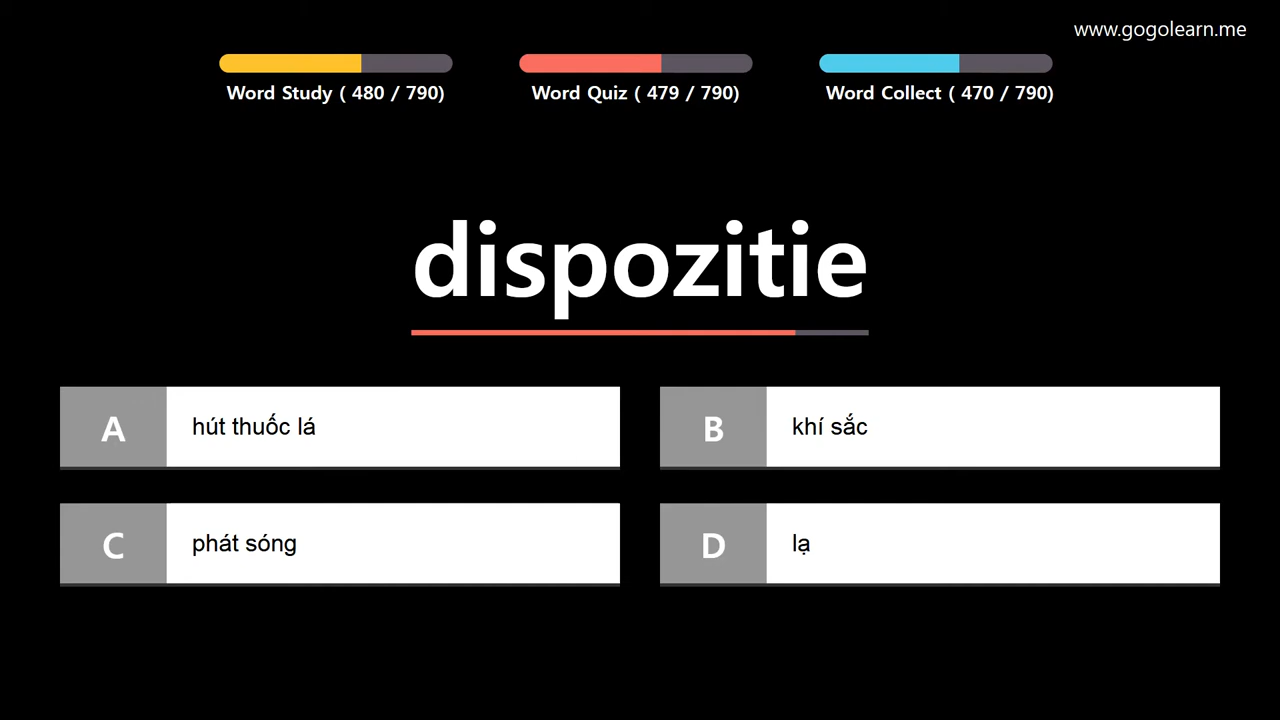 www.gogolearn.me
Word Study ( 480 / 790)
Word Quiz ( 479 / 790)
Word Collect ( 470 / 790)
dispozitie
A hút thuốc lá
B khí sắc
C phát sóng
D lạ